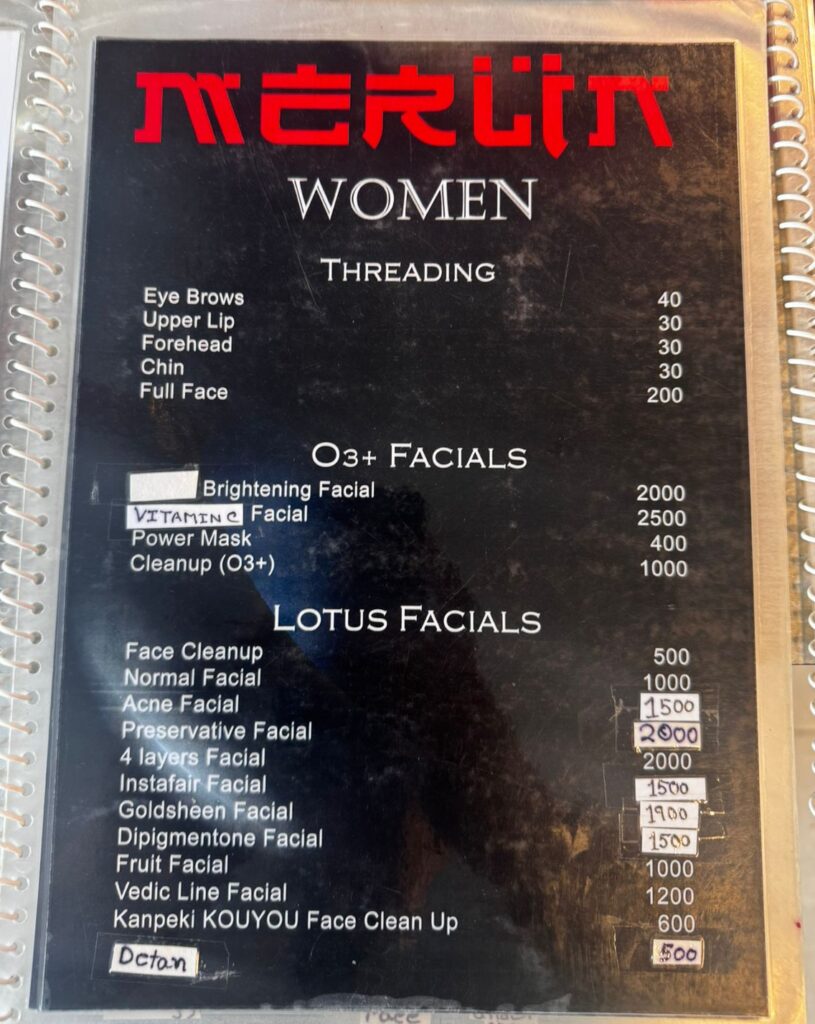 MERLIN
WOMEN
THREADING
Eye Brows 40
Upper Lip 30
Forehead 30
Chin 30
Full Face 200
O3+ FACIALS
Brightening Facial 2000
VITAMIN C Facial 2500
Power Mask 400
Cleanup (O3+) 1000
LOTUS FACIALS
Face Cleanup 500
Normal Facial 1000
Acne Facial 1500
Preservative Facial 2000
4 layers Facial 2000
Instafair Facial 1500
Goldsheen Facial 1900
Dipigmentone Facial 1500
Fruit Facial 1000
Vedic Line Facial 1200
Kanpeki KOUYOU Face Clean Up 600
Detan 500